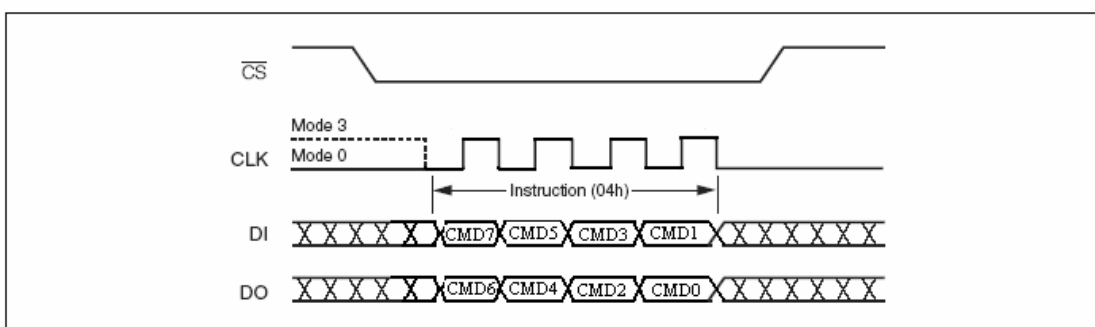 CS
Mode 3
Mode 0
CLK
Instruction (04h)
DI
CMD7 CMD5 CMD3 CMD1
DO
CMD6 CMD4 CMD2 CMD0